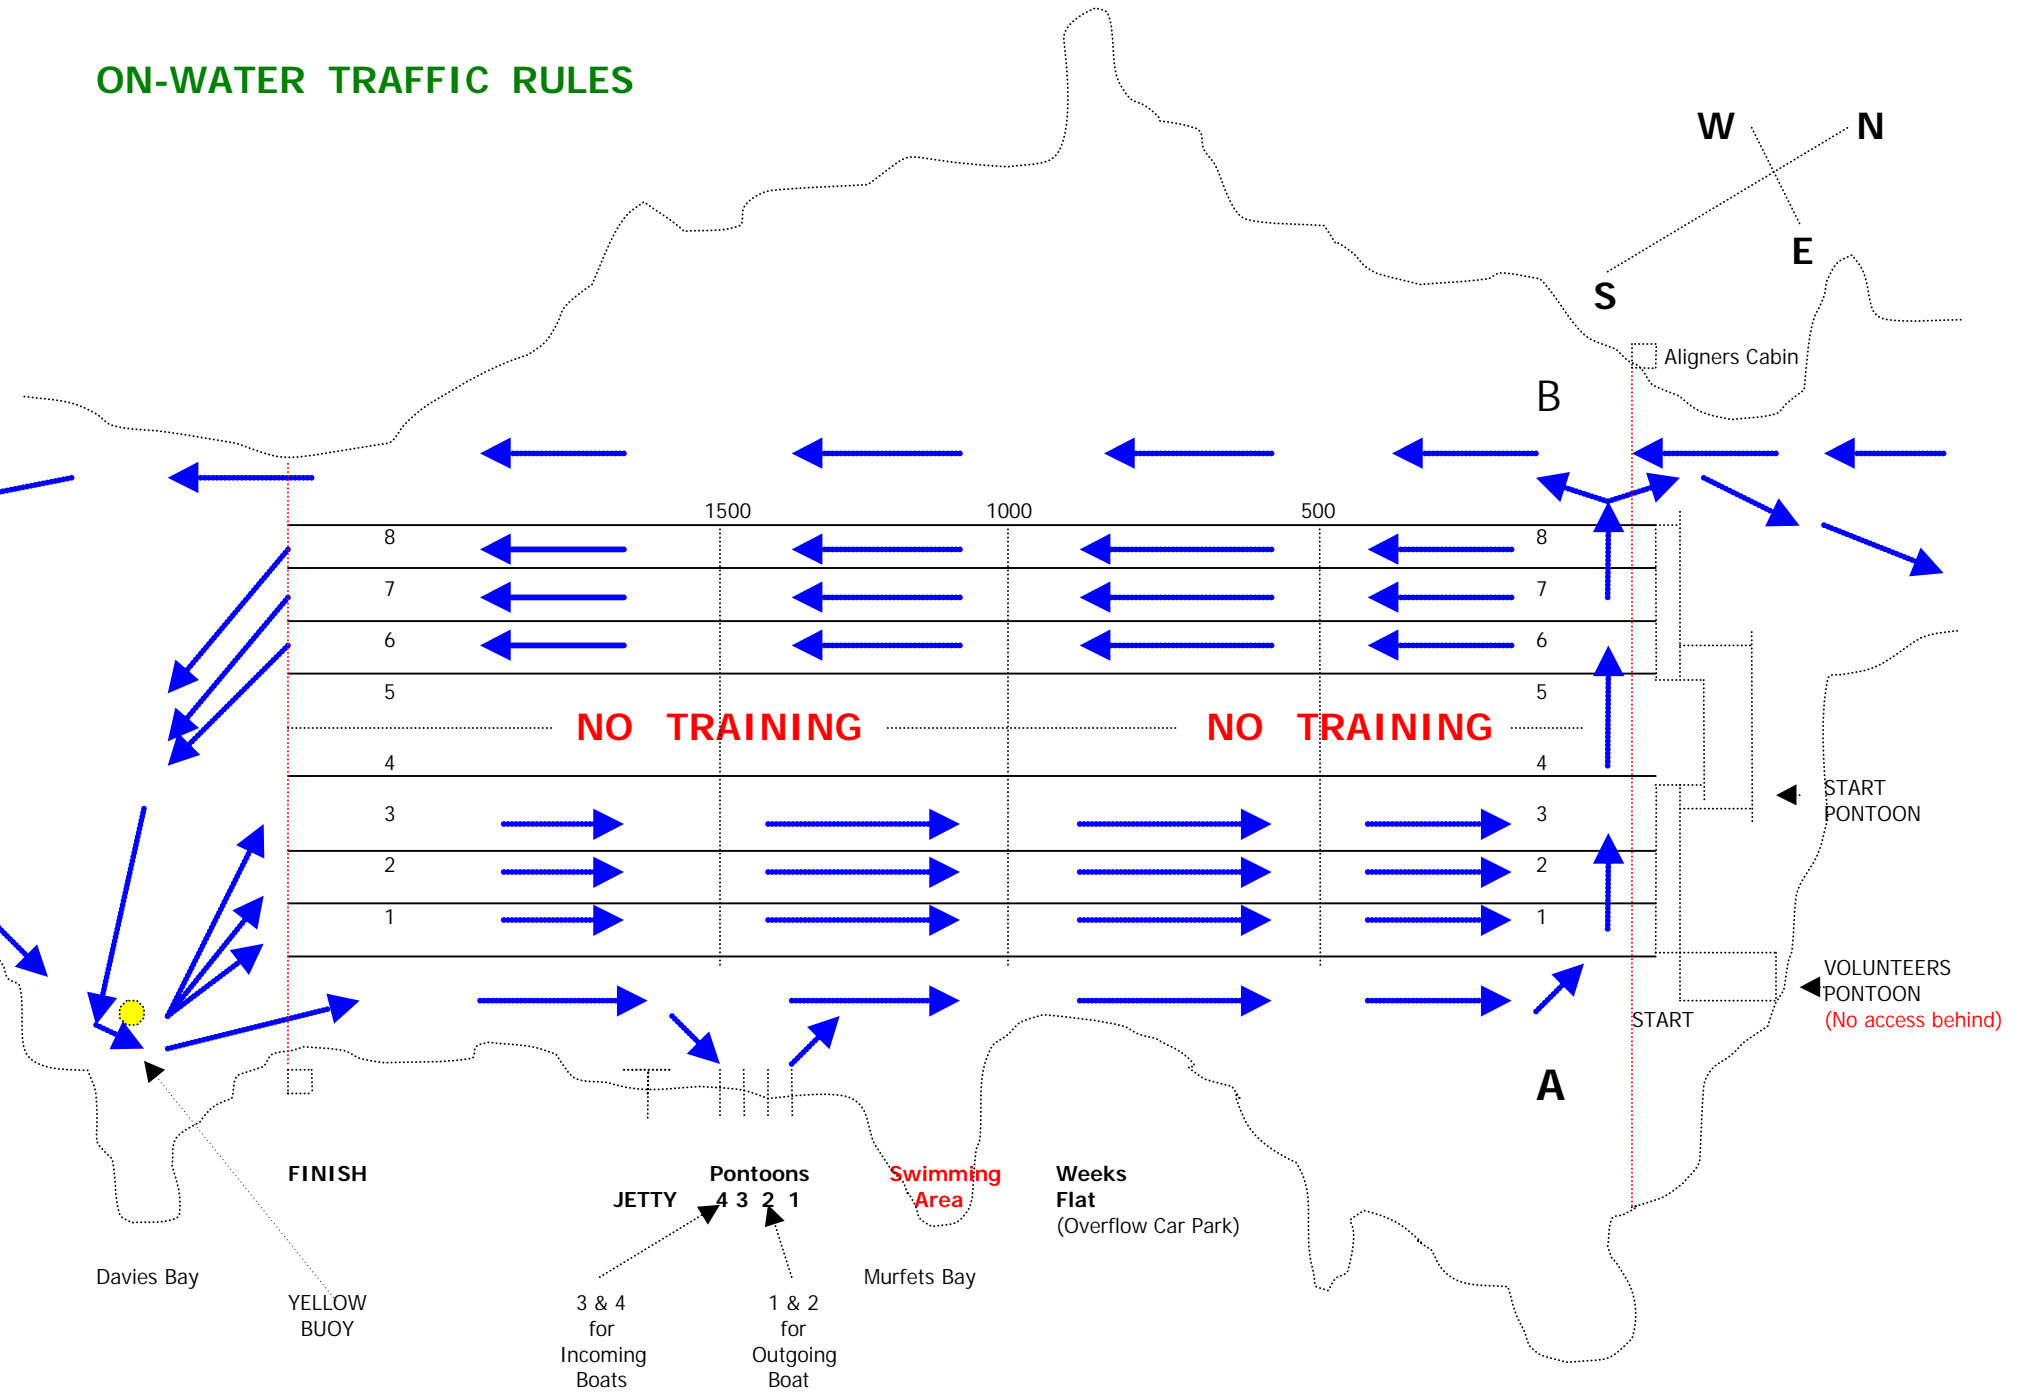 ON-WATER TRAFFIC RULES
W
N
E
S
Aligners Cabin
B
1500
1000
500
8
8
7
7
6
6
5
5
NO TRAINING
NO TRAINING
4
4
START
PONTOON
3
3
2
2
1
1
VOLUNTEERS
PONTOON
(No access behind)
START
A
FINISH
JETTY
Pontoons
4 3 2 1
Swimming
Area
Weeks
Flat
(Overflow Car Park)
Davies Bay
Murfets Bay
YELLOW
BUOY
3 & 4
for
Incoming
Boats
1 & 2
for
Outgoing
Boat